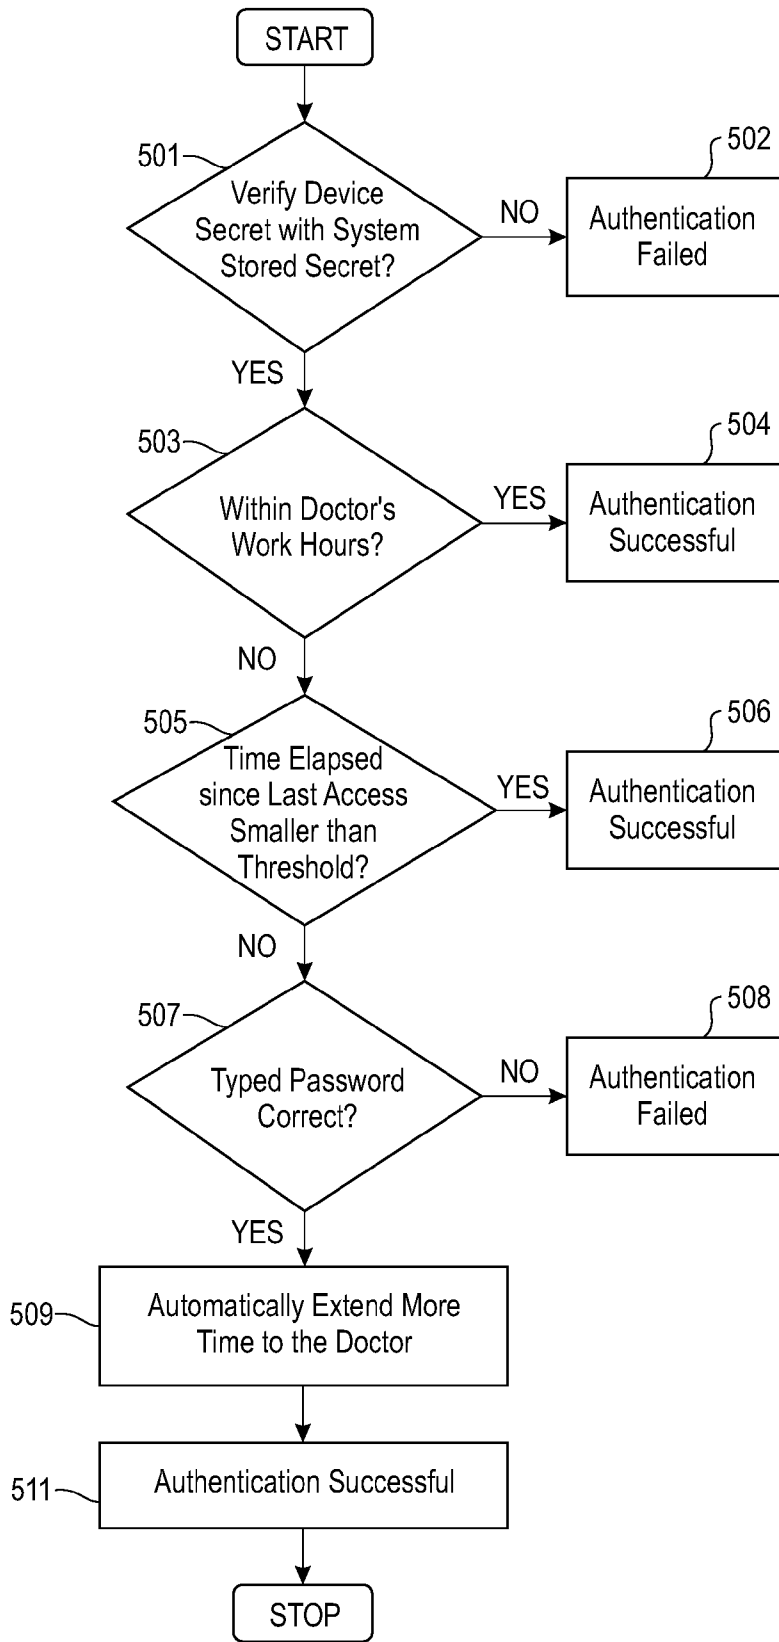 START
501
Verify Device
Secret with System
Stored Secret?
NO
502
Authentication
Failed
YES
503
Within Doctor's
Work Hours?
YES
504
Authentication
Successful
NO
505
Time Elapsed
since Last Access
Smaller than
Threshold?
YES
506
Authentication
Successful
NO
507
Typed Password
Correct?
NO
508
Authentication
Failed
YES
509
Automatically Extend More
Time to the Doctor
511
Authentication Successful
STOP